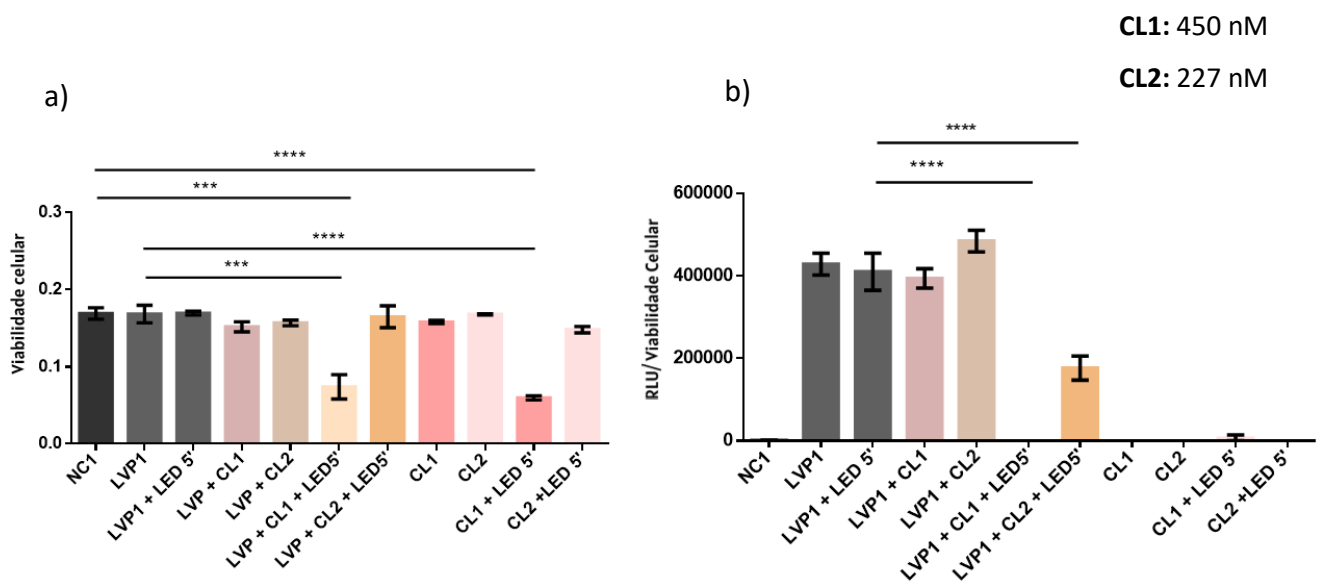 CL1: 450 nM
CL2: 227 nM
a)
****
***
****
***
Viabilidade celular
0.3
0.2
0.1
0.0
NC1
LVP1
LVP1 + LED 5'
LVP + CL1
LVP + CL2
LVP + CL1 + LED5'
LVP + CL2 + LED5'
CL1
CL2
CL1 + LED 5'
CL2 +LED 5'
b)
****
****
RLU/ Viabilidade Celular
600000
400000
200000
0
NC1
LVP1
LVP1 + LED 5'
LVP1 + CL1
LVP1 + CL2
LVP1 + CL1 + LED5'
LVP1 + CL2 + LED5'
CL1
CL2
CL1 + LED 5'
CL2 +LED 5'